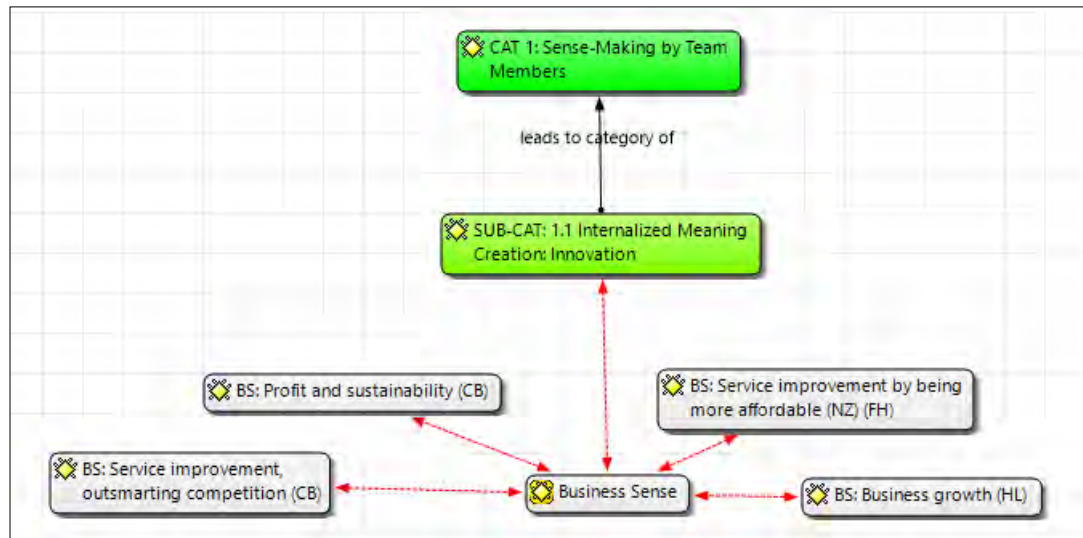 CAT 1: Sense-Making by Team
Members
leads to category of
SUB-CAT: 1.1 Internalized Meaning
Creation: Innovation
BS: Profit and sustainability (CB)
BS: Service improvement by being
more affordable (NZ) (FH)
BS: Service improvement,
outsmarting competition (CB)
Business Sense
BS: Business growth (HL)